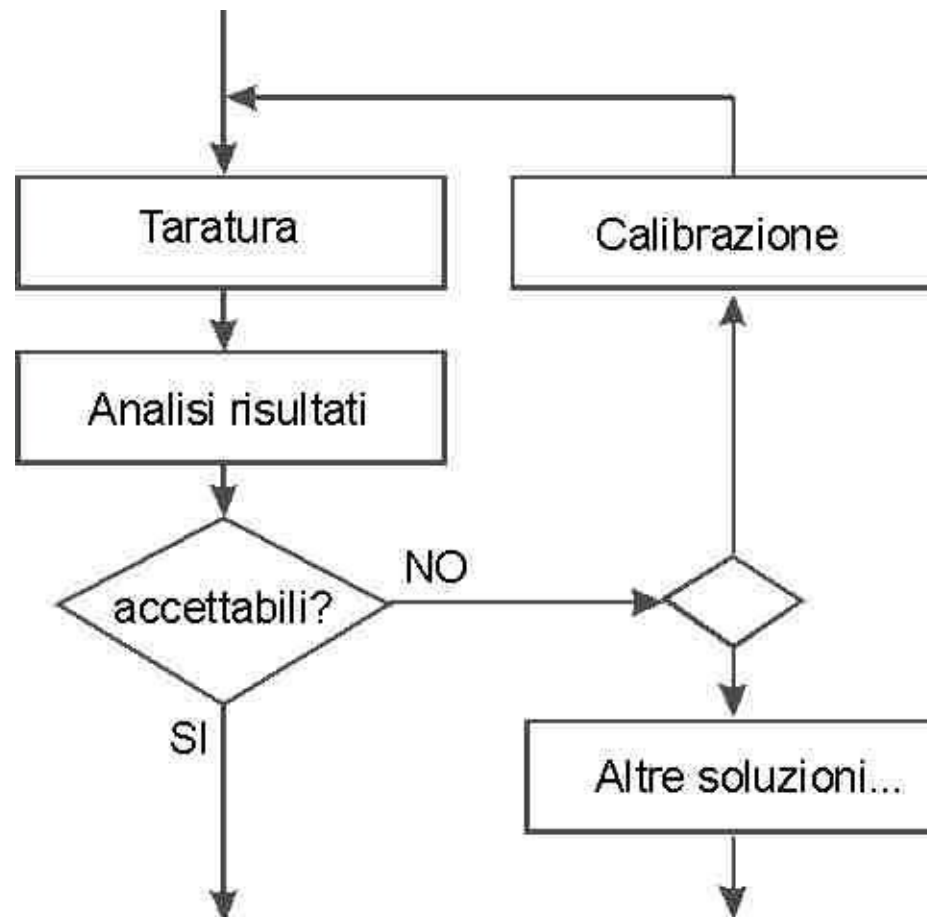 Taratura
Calibrazione
Analisi risultati
accettabili?
NO
SI
Altre soluzioni...